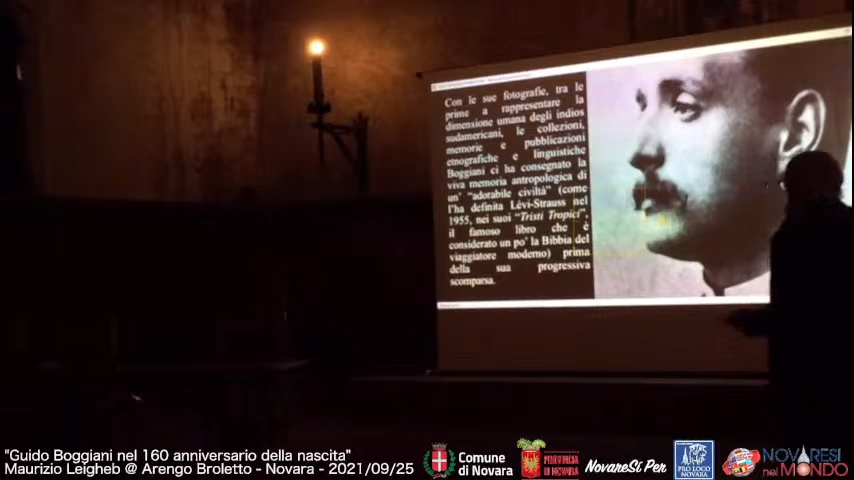 Con le sue fotografie, tra le
prime a rappresentare la
dimensione umana degli indios
sudamericani, le collezioni,
memorie e pubblicazioni
etnografiche e linguistiche
Boggiani ci ha consegnato la
viva memoria antropologica di
un' "adorabile civiltà" (come
l'ha definita Lévi-Strauss nel
1955, nei suoi "Tristi Tropici",
il famoso libro che è
considerato un po' la Bibbia del
viaggiatore moderno) prima
della sua progressiva
scomparsa.
"Guido Boggiani nel 160 anniversario della nascita"
Maurizio Leigheb @ Arengo Broletto - Novara - 2021/09/25
Comune
di Novara
PROVINCIA
DI NOVARA
NovareSi Per
PRO LOCO
NOVARA
NOVARESI
nel MONDO